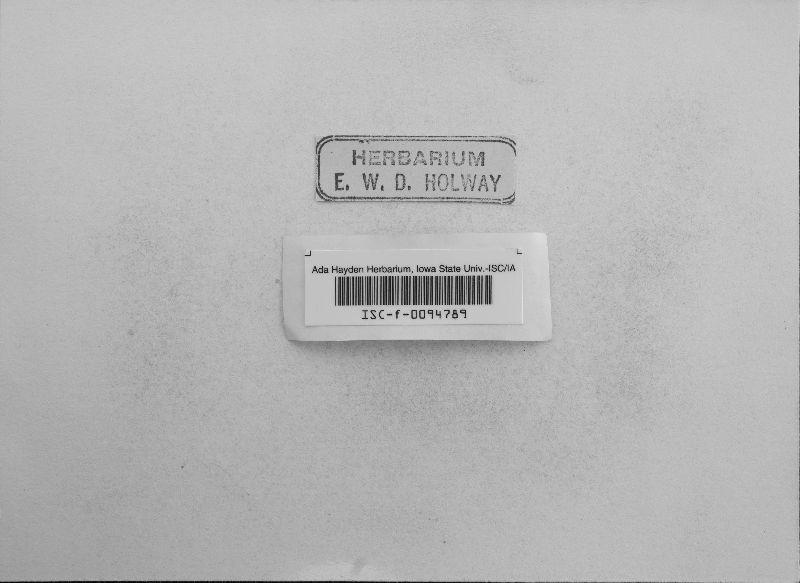 HERBARIUM
E. W. D. HOLWAY
Ada Hayden Herbarium, Iowa State Univ.-ISC/IA
ISC-f-0094789